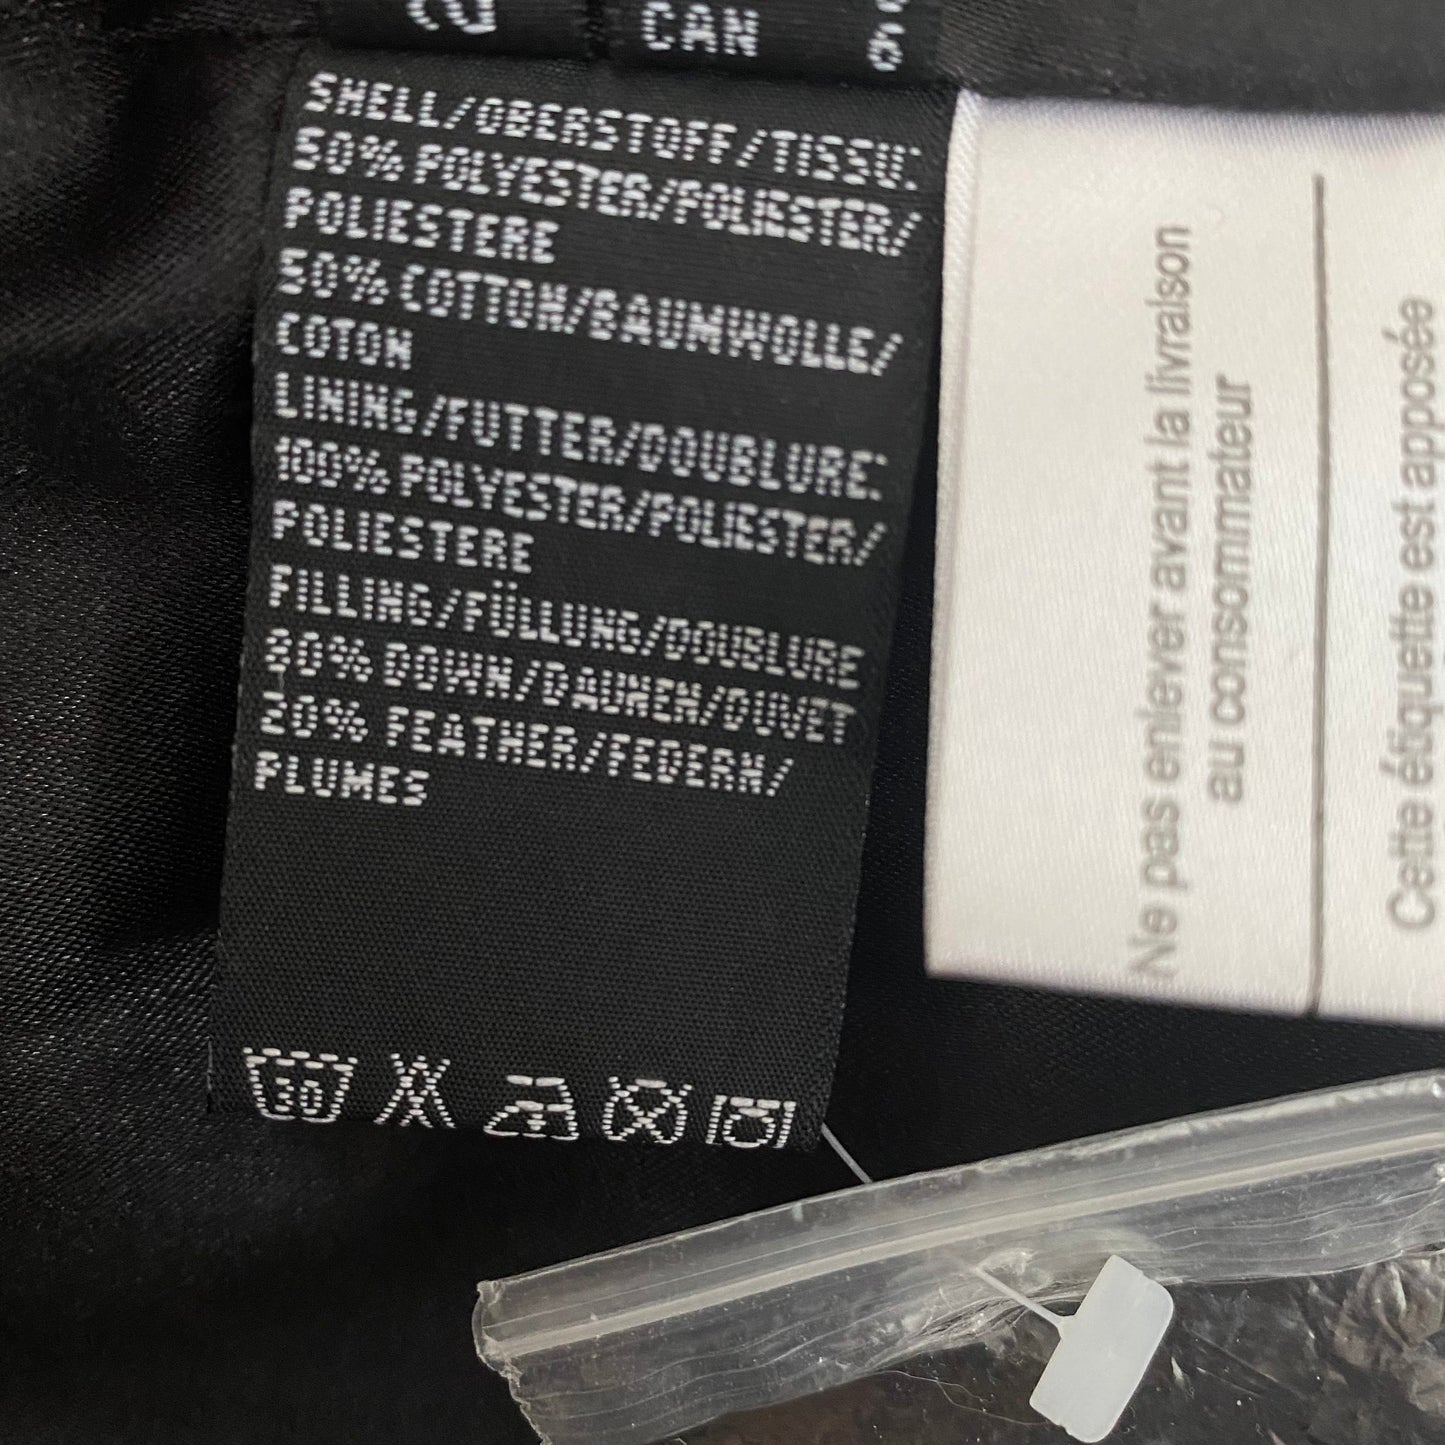 CAN 6
SHELL/OBERSTOFF/TISSU:
50% POLYESTER/POLIESTER/
POLIESTERE
50% COTTON/BAUMWOLLE/
COTON
LINING/FUTTER/DOUBLURE:
100% POLYESTER/POLIESTER/
POLIESTERE
FILLING/FÜLLUNG/DOUBLURE
80% DOWN/DAUNEN/DUVET
20% FEATHER/FEDERN/
PLUMES
30
Ne pas enlever avant la livraison
au consommateur
Cette étiquette est apposée